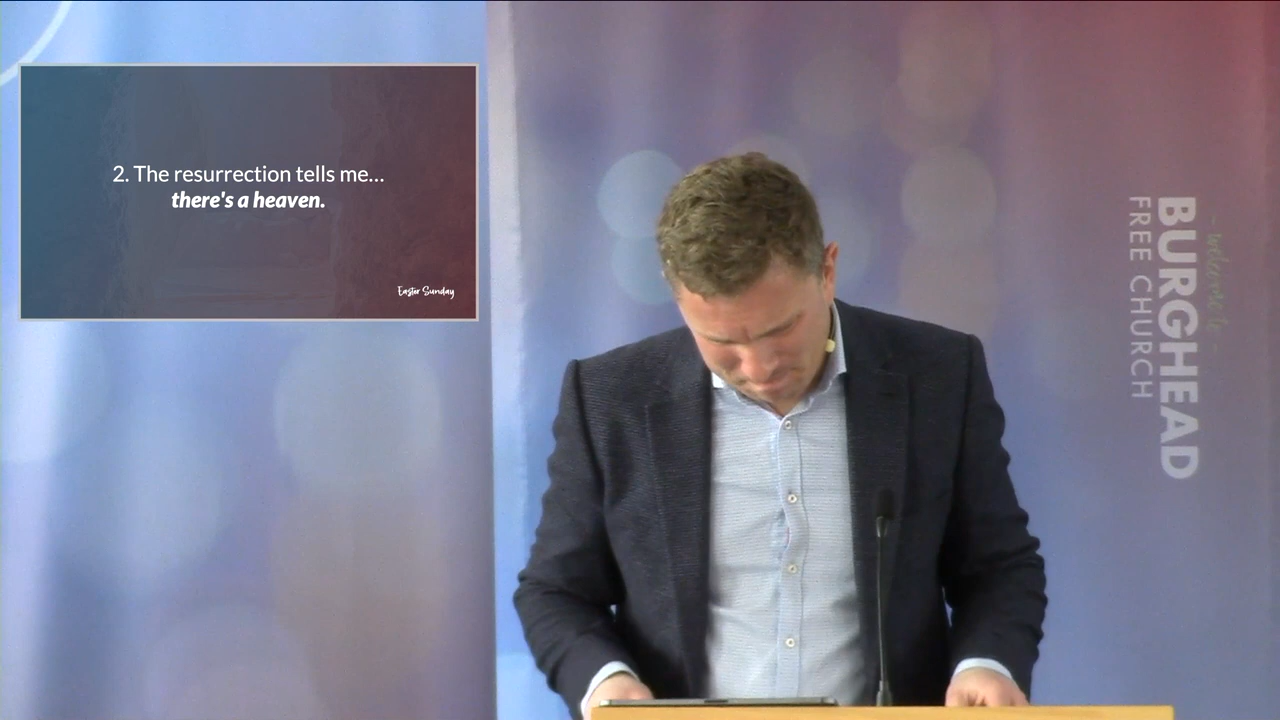 2. The resurrection tells me...
there's a heaven.
Easter Sunday
- welcome to -
BURGHEAD
FREE CHURCH